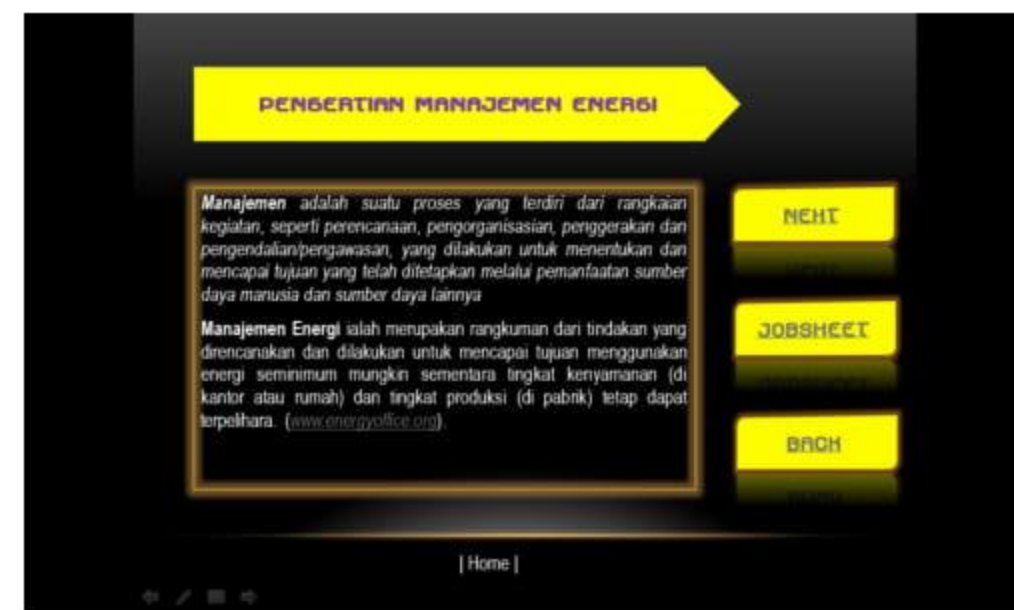 PENGERTIAN MANAJEMEN ENERGI
Manajemen adalah suatu proses yang terdiri dari rangkaian
kegiatan, seperti perencanaan, pengorganisasian, penggerakan dan
pengendalian/pengawasan, yang dilakukan untuk menentukan dan
mencapai tujuan yang telah ditetapkan melalui pemanfaatan sumber
daya manusia dan sumber daya lainnya
Manajemen Energi ialah merupakan rangkuman dari tindakan yang
direncanakan dan dilakukan untuk mencapai tujuan menggunakan
energi seminimum mungkin sementara tingkat kenyamanan (di
kantor atau rumah) dan tingkat produksi (di pabrik) tetap dapat
terpelihara. (www.energyoffice.org).
NEXT
JOBSHEET
BACK
| Home |